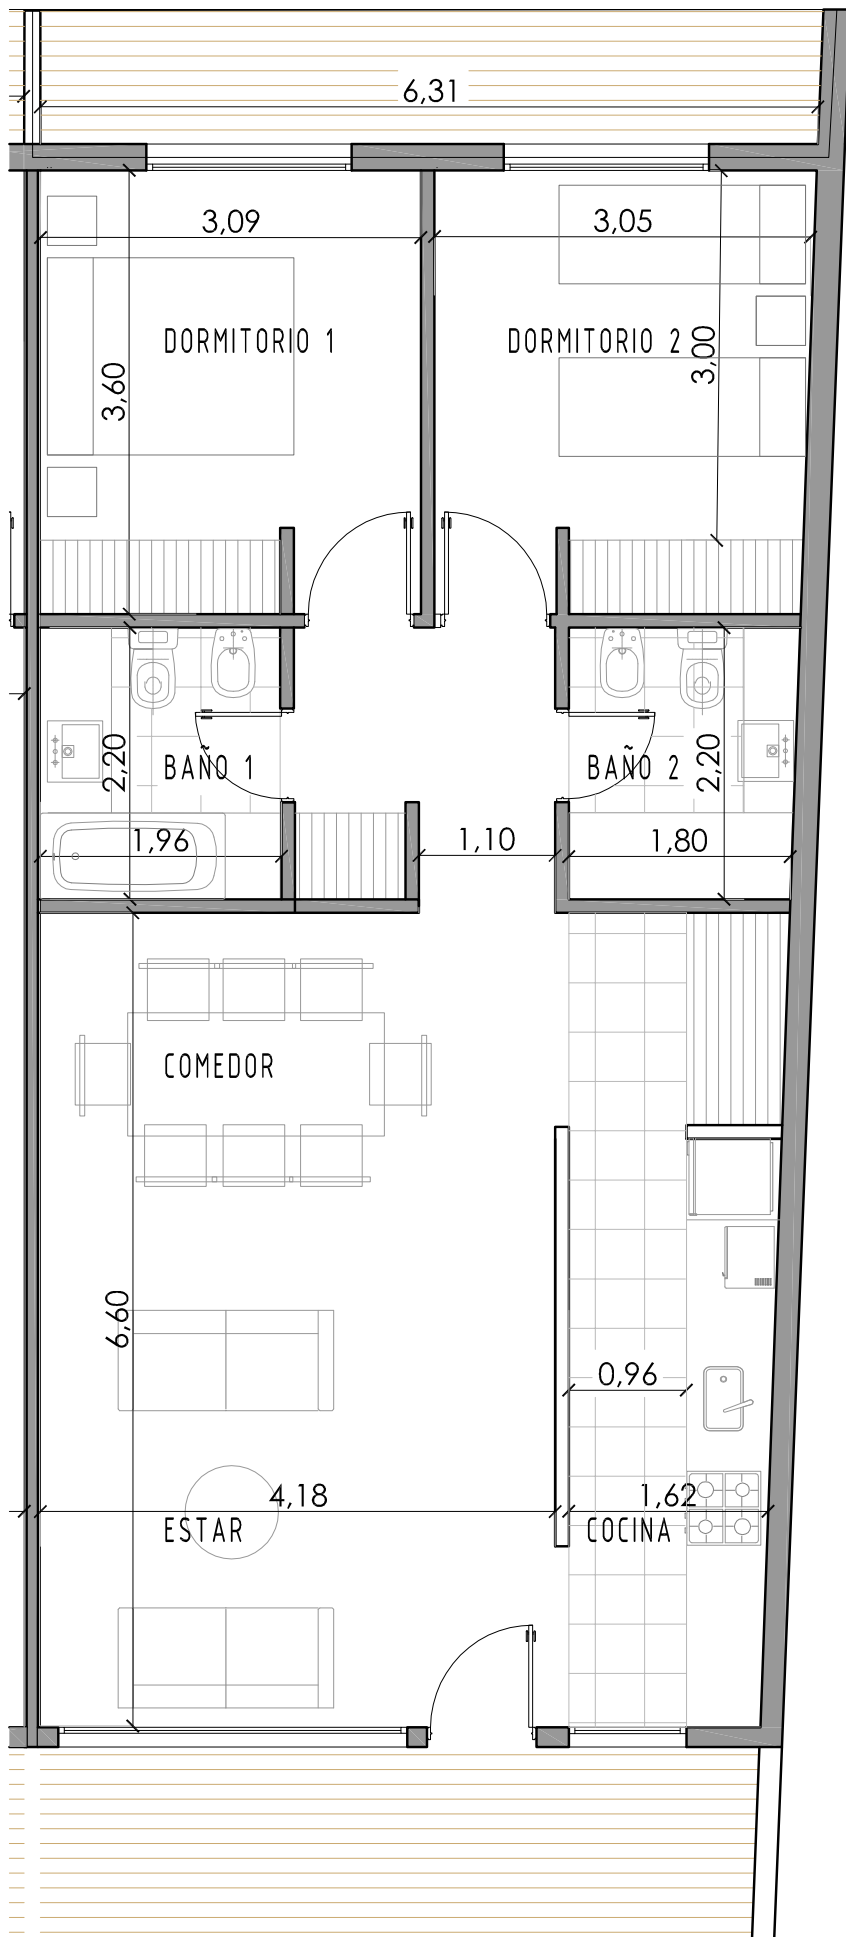 6,31
3,09
3,05
DORMITORIO 1
DORMITORIO 2
3,00
3,60
2,20
BAÑO 1
BAÑO 2
2,20
1,96
1,10
1,80
COMEDOR
6,60
0,96
4,18
1,62
ESTAR
COCINA